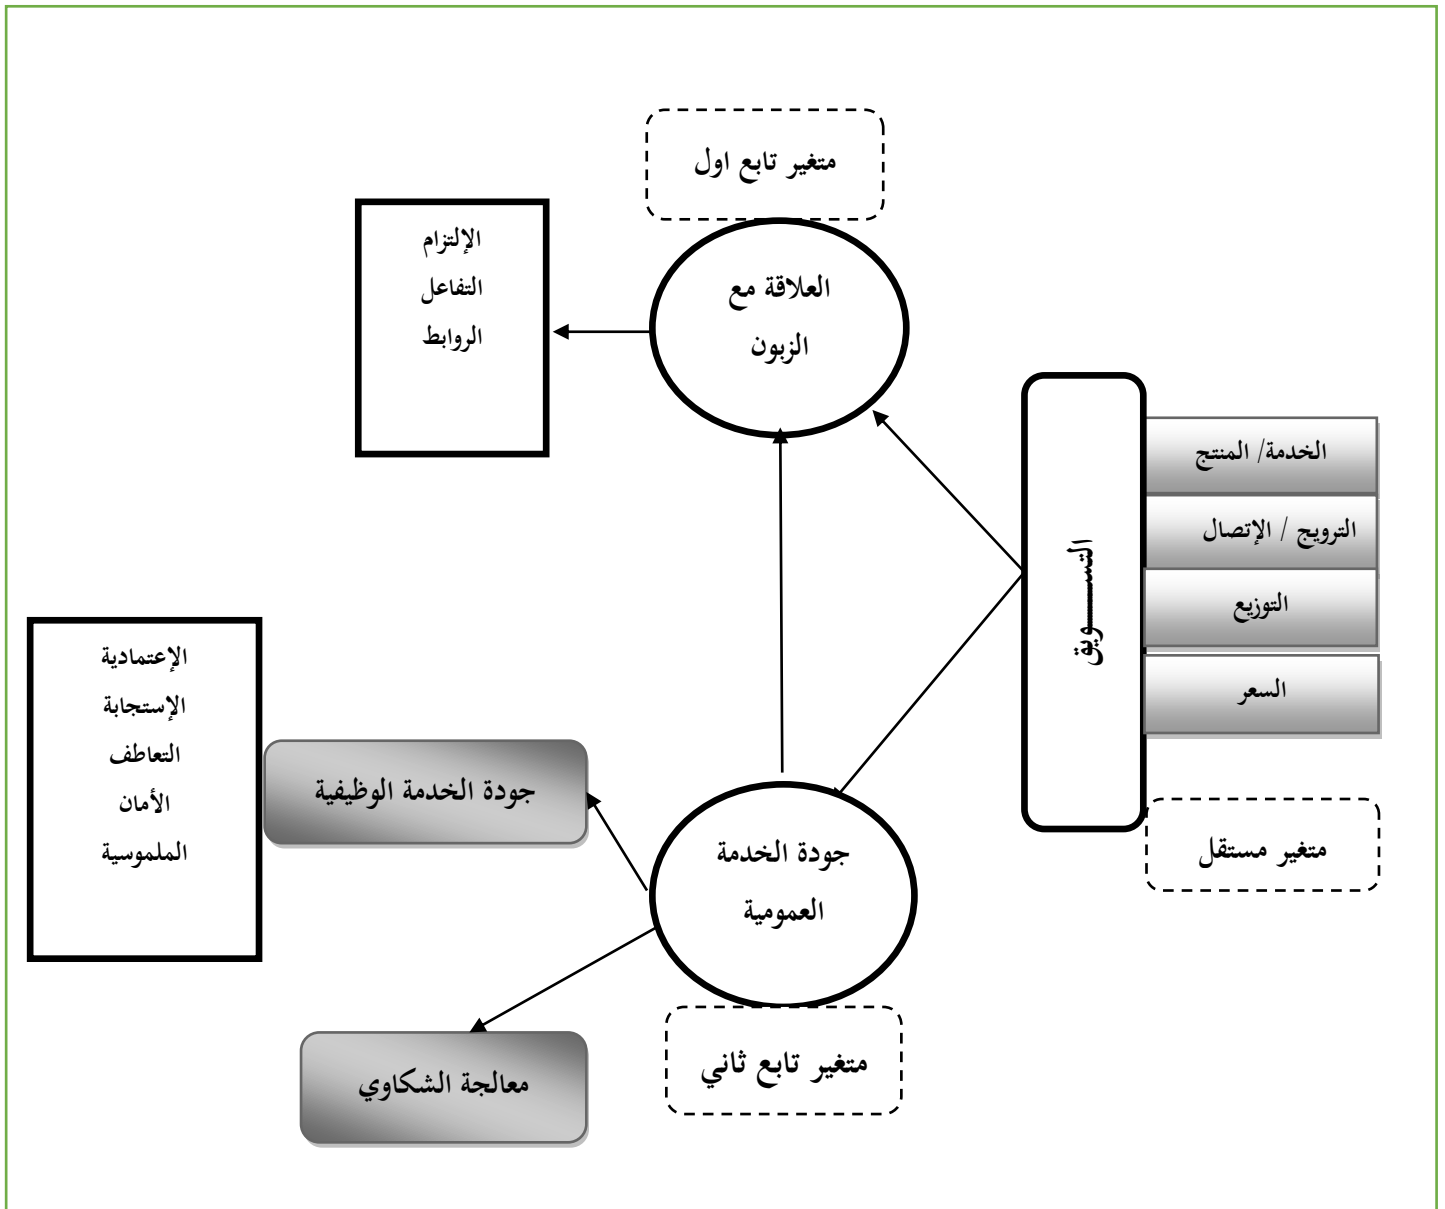 متغير تابع اول
العلاقة مع
الزبون
الإلتزام
التفاعل
الروابط
التســـــويق
الخدمة/ المنتج
الترويج / الإتصال
التوزيع
السعر
متغير مستقل
جودة الخدمة
العمومية
متغير تابع ثاني
جودة الخدمة الوظيفية
الإعتمادية
الإستجابة
التعاطف
الأمان
الملموسية
معالجة الشكاوي